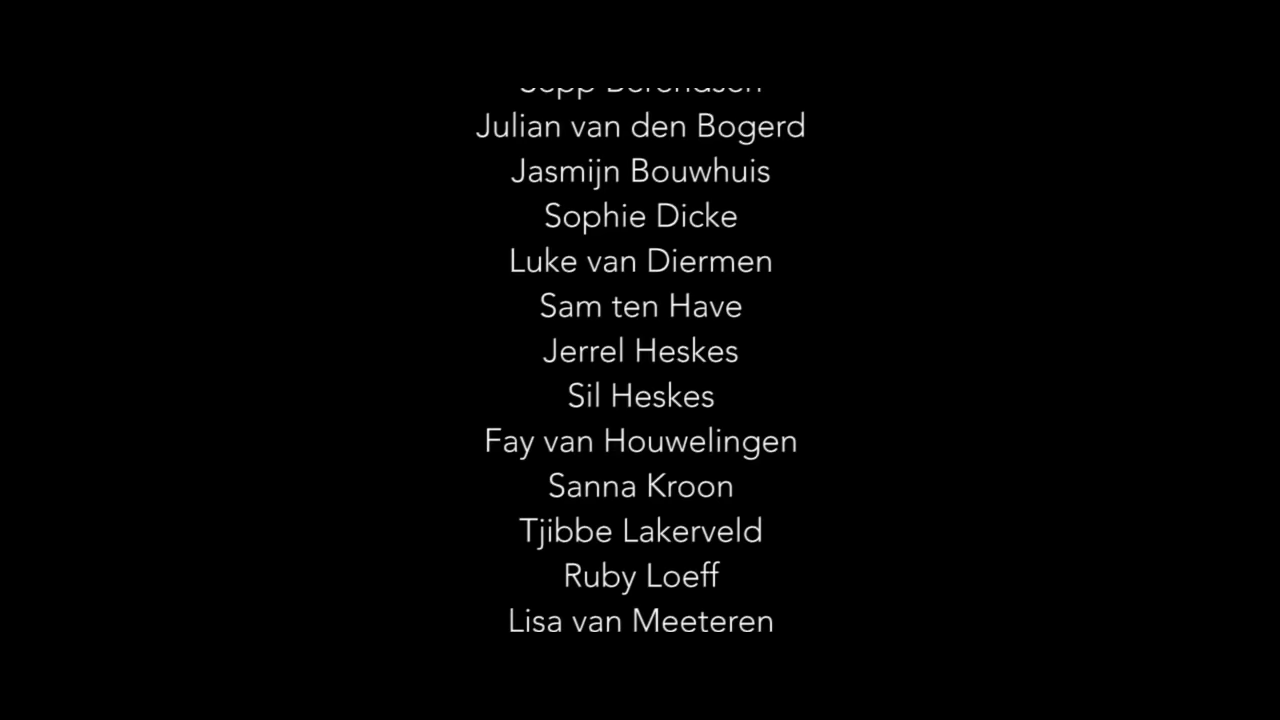 Julian van den Bogerd
Jasmijn Bouwhuis
Sophie Dicke
Luke van Diermen
Sam ten Have
Jerrel Heskes
Sil Heskes
Fay van Houwelingen
Sanna Kroon
Tjibbe Lakerveld
Ruby Loeff
Lisa van Meeteren